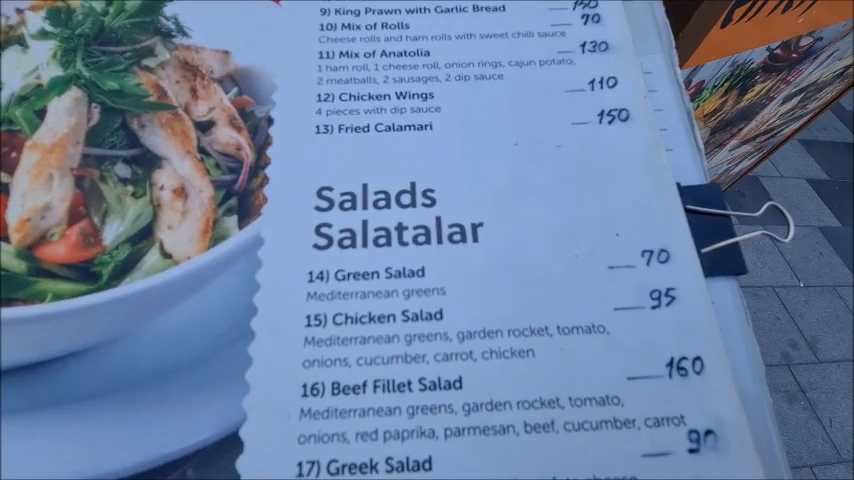 9) King Prawn with Garlic Bread 150
10) Mix of Rolls 70
Cheese rolls and ham rolls with sweet chilli sauce
11) Mix of Anatolia 130
1 ham roll, 1 cheese roll, onion rings, cajun potato,
2 meatballs, 2 sausages, 2 dip sauce
12) Chicken Wings 110
4 pieces with dip sauce
13) Fried Calamari 150
Salads
Salatalar
14) Green Salad 70
Mediterranean greens
15) Chicken Salad 95
Mediterranean greens, garden rocket, tomato,
onions, cucumber, carrot, chicken
16) Beef Fillet Salad 160
Mediterranean greens, garden rocket, tomato,
onions, red paprika, parmesan, beef, cucumber, carrot
17) Greek Salad 90